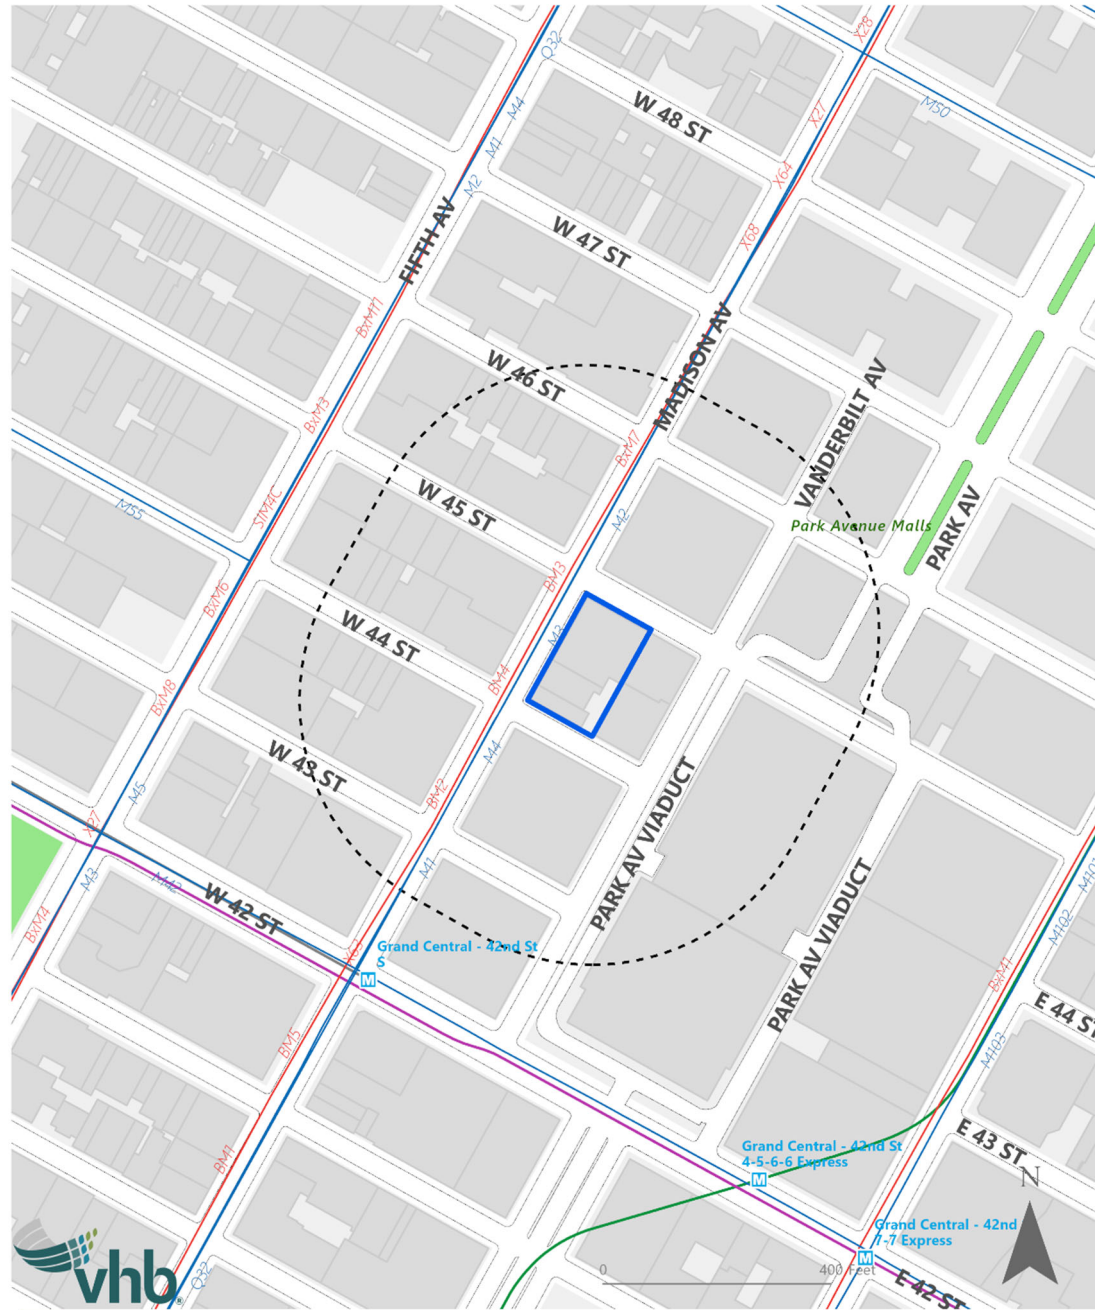 Q32
X28
M4
M50
W 48 ST
X27
M1
X64
M2
FIFTH AV
W 47 ST
X68
BxM11
MADISON AV
W 46 ST
VANDERBILT AV
BxM3
BxM7
W 45 ST
M55
SIM4C
M2
Park Avenue Malls
PARK AV
BM3
BxM6
W 44 ST
M3
BM4
BxM8
M4
W 43 ST
M5
BM2
PARK AV VIADUCT
X27
M3
M42
M1
W 42 ST
PARK AV VIADUCT
M101
M102
BxM4
X63
Grand Central - 42nd St
S
M
BxM1
E 44 ST
BM5
M103
E 43 ST
Grand Central - 42nd St
4-5-6-6 Express
M
BM1
N
Grand Central - 42nd
7-7 Express
M
vhb
Q32
0
400 Feet
E 42 ST